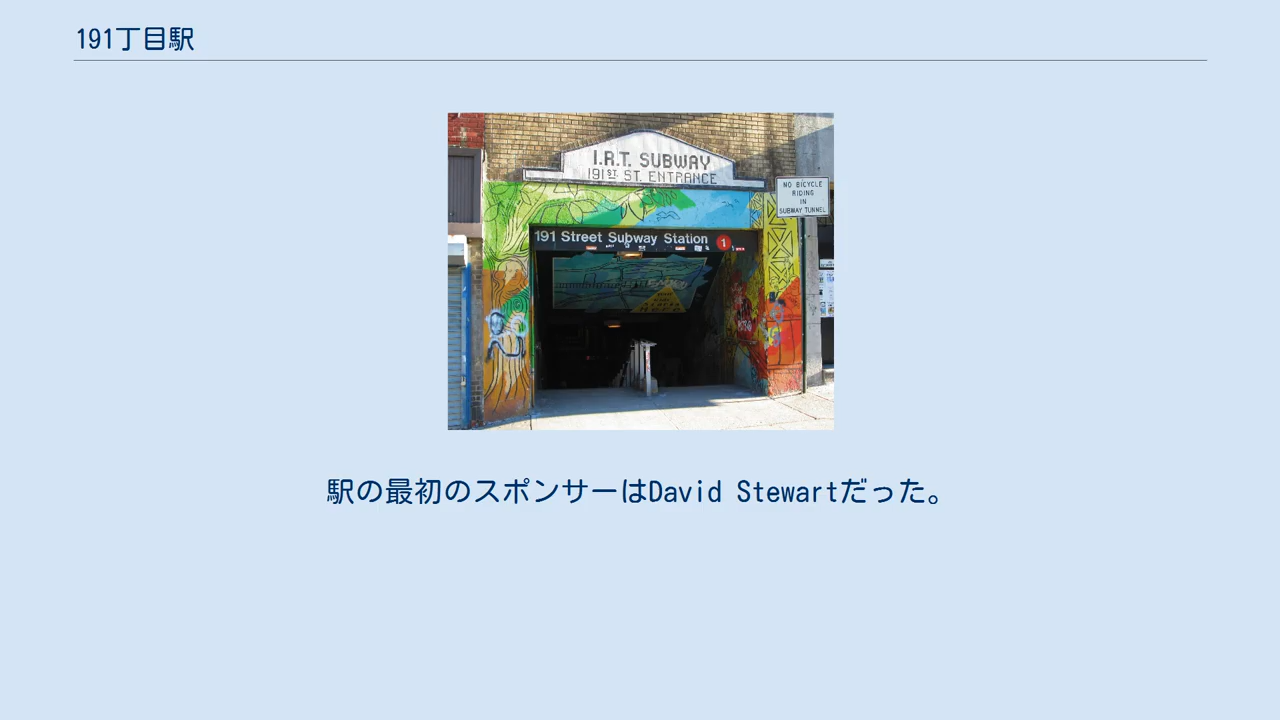 191丁目駅
I.R.T. SUBWAY
191ST. ST. ENTRANCE
NO BICYCLE
RIDING
IN
SUBWAY TUNNEL
191 Street Subway Station 1
駅の最初のスポンサーはDavid Stewartだった。